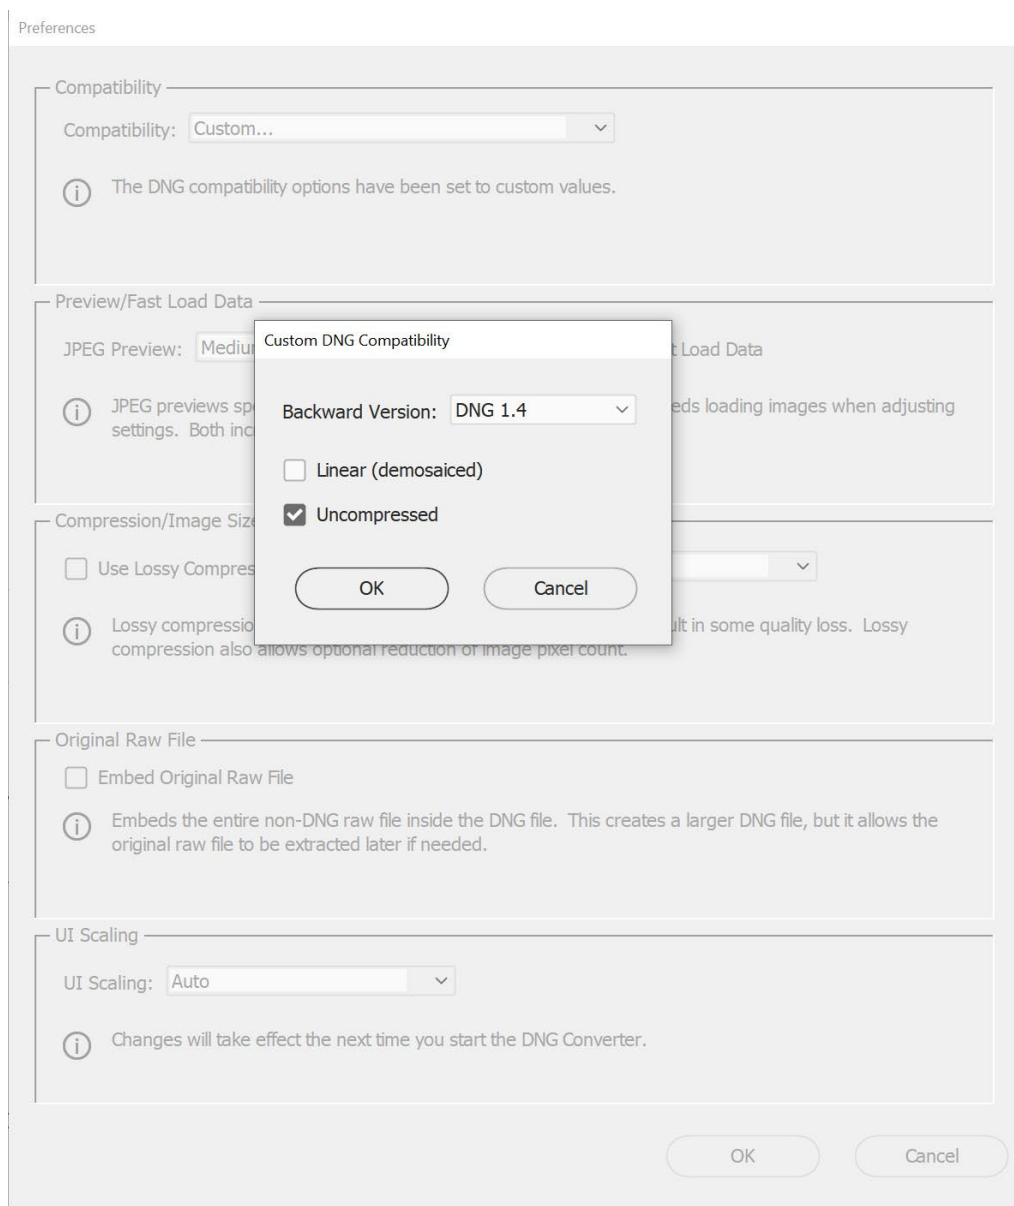 Preferences
Compatibility
Compatibility: Custom...
The DNG compatibility options have been set to custom values.
Preview/Fast Load Data
JPEG Preview: Load Data
JPEG previews loading images when adjusting
settings. Both
Custom DNG Compatibility
Backward Version: DNG 1.4
Linear (demosaiced)
Uncompressed
OK Cancel
Compression/Image Size
Use Lossy
Lossy in some quality loss. Lossy
compression also allows optional reduction of image pixel count.
Original Raw File
Embed Original Raw File
Embeds the entire non-DNG raw file inside the DNG file. This creates a larger DNG file, but it allows the
original raw file to be extracted later if needed.
UI Scaling
UI Scaling: Auto
Changes will take effect the next time you start the DNG Converter.
OK Cancel